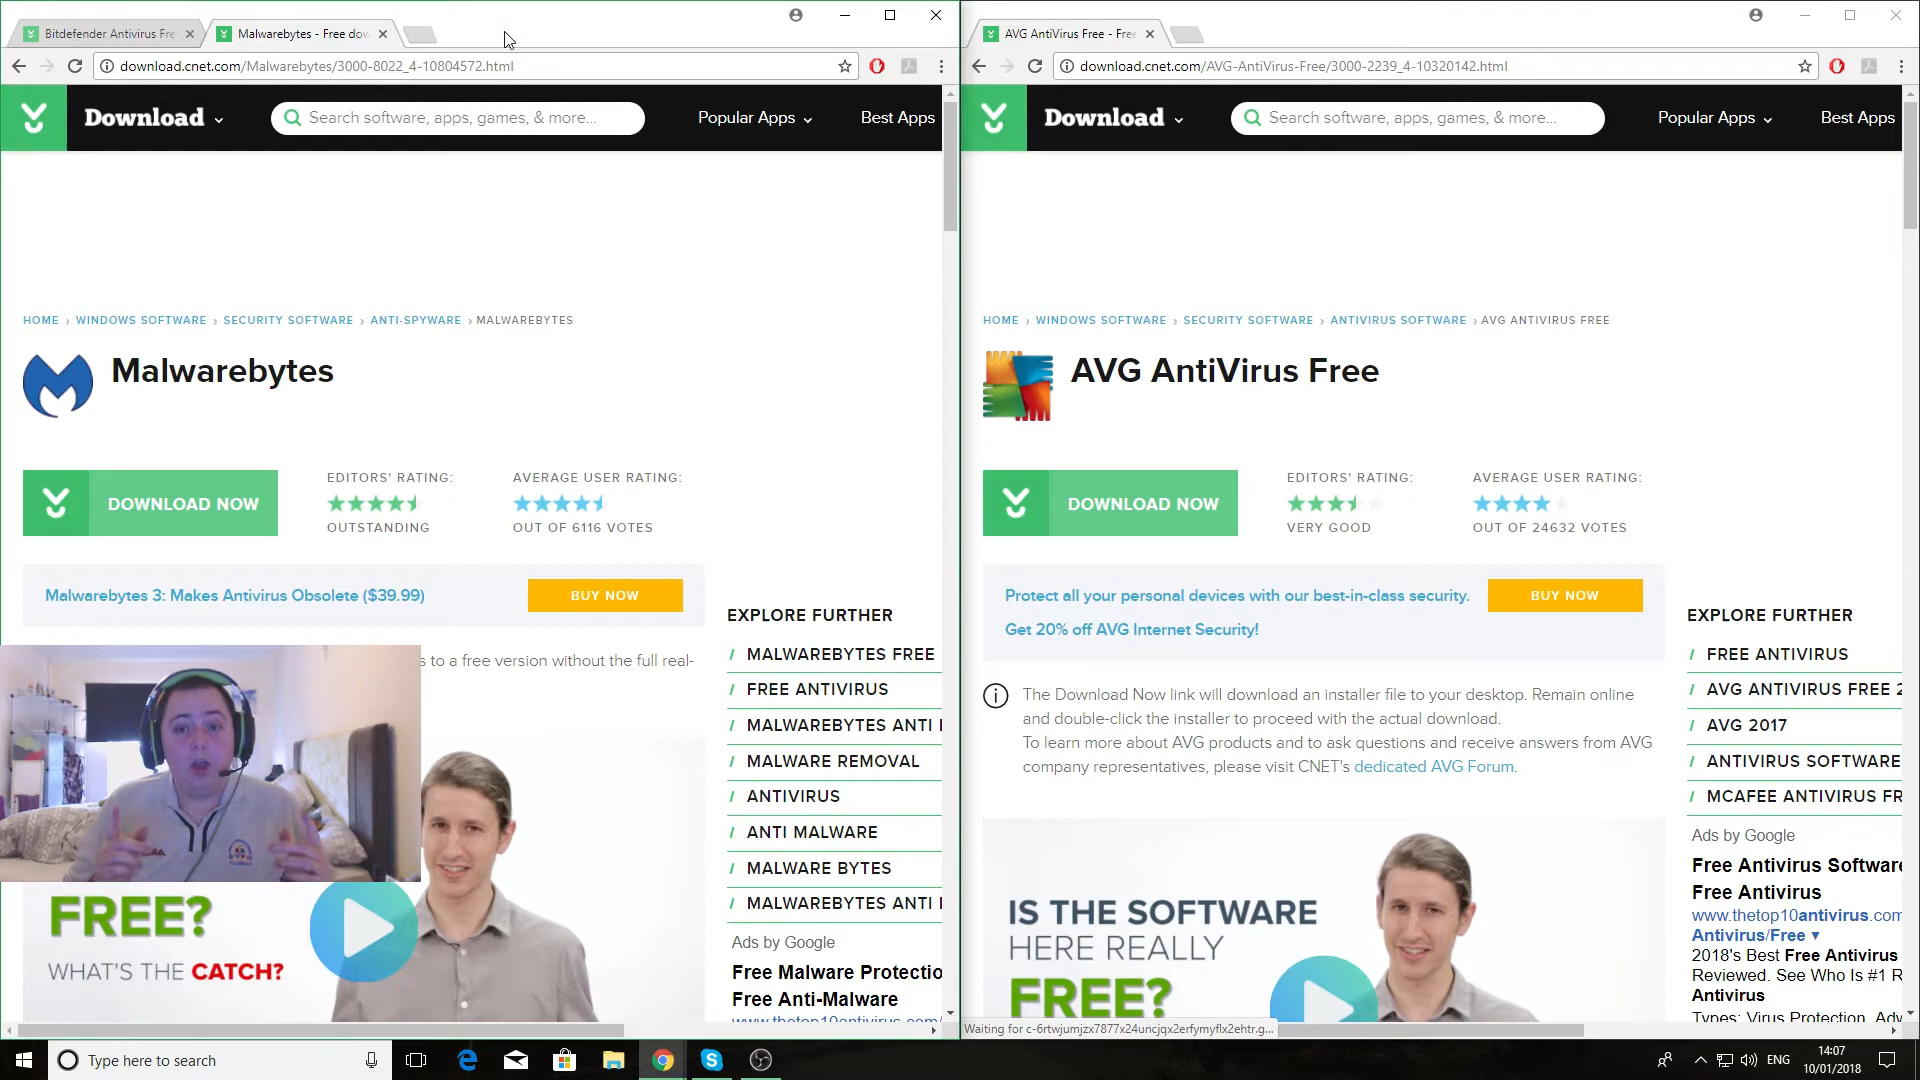 Bitdefender Antivirus Fre
Malwarebytes - Free dow
download.cnet.com/Malwarebytes/3000-8022_4-10804572.html
Download
Search software, apps, games, & more...
Popular Apps
Best Apps
HOME › WINDOWS SOFTWARE › SECURITY SOFTWARE › ANTI-SPYWARE › MALWAREBYTES
Malwarebytes
DOWNLOAD NOW
EDITORS' RATING:
OUTSTANDING
AVERAGE USER RATING:
OUT OF 6116 VOTES
Malwarebytes 3: Makes Antivirus Obsolete ($39.99)
BUY NOW
s to a free version without the full real-
FREE?
WHAT'S THE CATCH?
EXPLORE FURTHER
/ MALWAREBYTES FREE
/ FREE ANTIVIRUS
/ MALWAREBYTES ANTI
/ MALWARE REMOVAL
/ ANTIVIRUS
/ ANTI MALWARE
/ MALWARE BYTES
/ MALWAREBYTES ANTI
Ads by Google
Free Malware Protectio
Free Anti-Malware
www.thetop10antivirus.com/
AVG AntiVirus Free - Free
download.cnet.com/AVG-AntiVirus-Free/3000-2239_4-10320142.html
Download
Search software, apps, games, & more...
Popular Apps
Best Apps
HOME › WINDOWS SOFTWARE › SECURITY SOFTWARE › ANTIVIRUS SOFTWARE › AVG ANTIVIRUS FREE
AVG AntiVirus Free
DOWNLOAD NOW
EDITORS' RATING:
VERY GOOD
AVERAGE USER RATING:
OUT OF 24632 VOTES
Protect all your personal devices with our best-in-class security.
Get 20% off AVG Internet Security!
BUY NOW
The Download Now link will download an installer file to your desktop. Remain online
and double-click the installer to proceed with the actual download.
To learn more about AVG products and to ask questions and receive answers from AVG
company representatives, please visit CNET's dedicated AVG Forum.
IS THE SOFTWARE
HERE REALLY
FREE?
EXPLORE FURTHER
/ FREE ANTIVIRUS
/ AVG ANTIVIRUS FREE 2
/ AVG 2017
/ ANTIVIRUS SOFTWARE
/ MCAFEE ANTIVIRUS FR
Ads by Google
Free Antivirus Software
Free Antivirus
www.thetop10antivirus.com
Antivirus/Free ▾
2018's Best Free Antivirus
Reviewed. See Who Is #1 R
Antivirus
Types: Virus Protection, Adw
Type here to search
ENG
14:07
10/01/2018